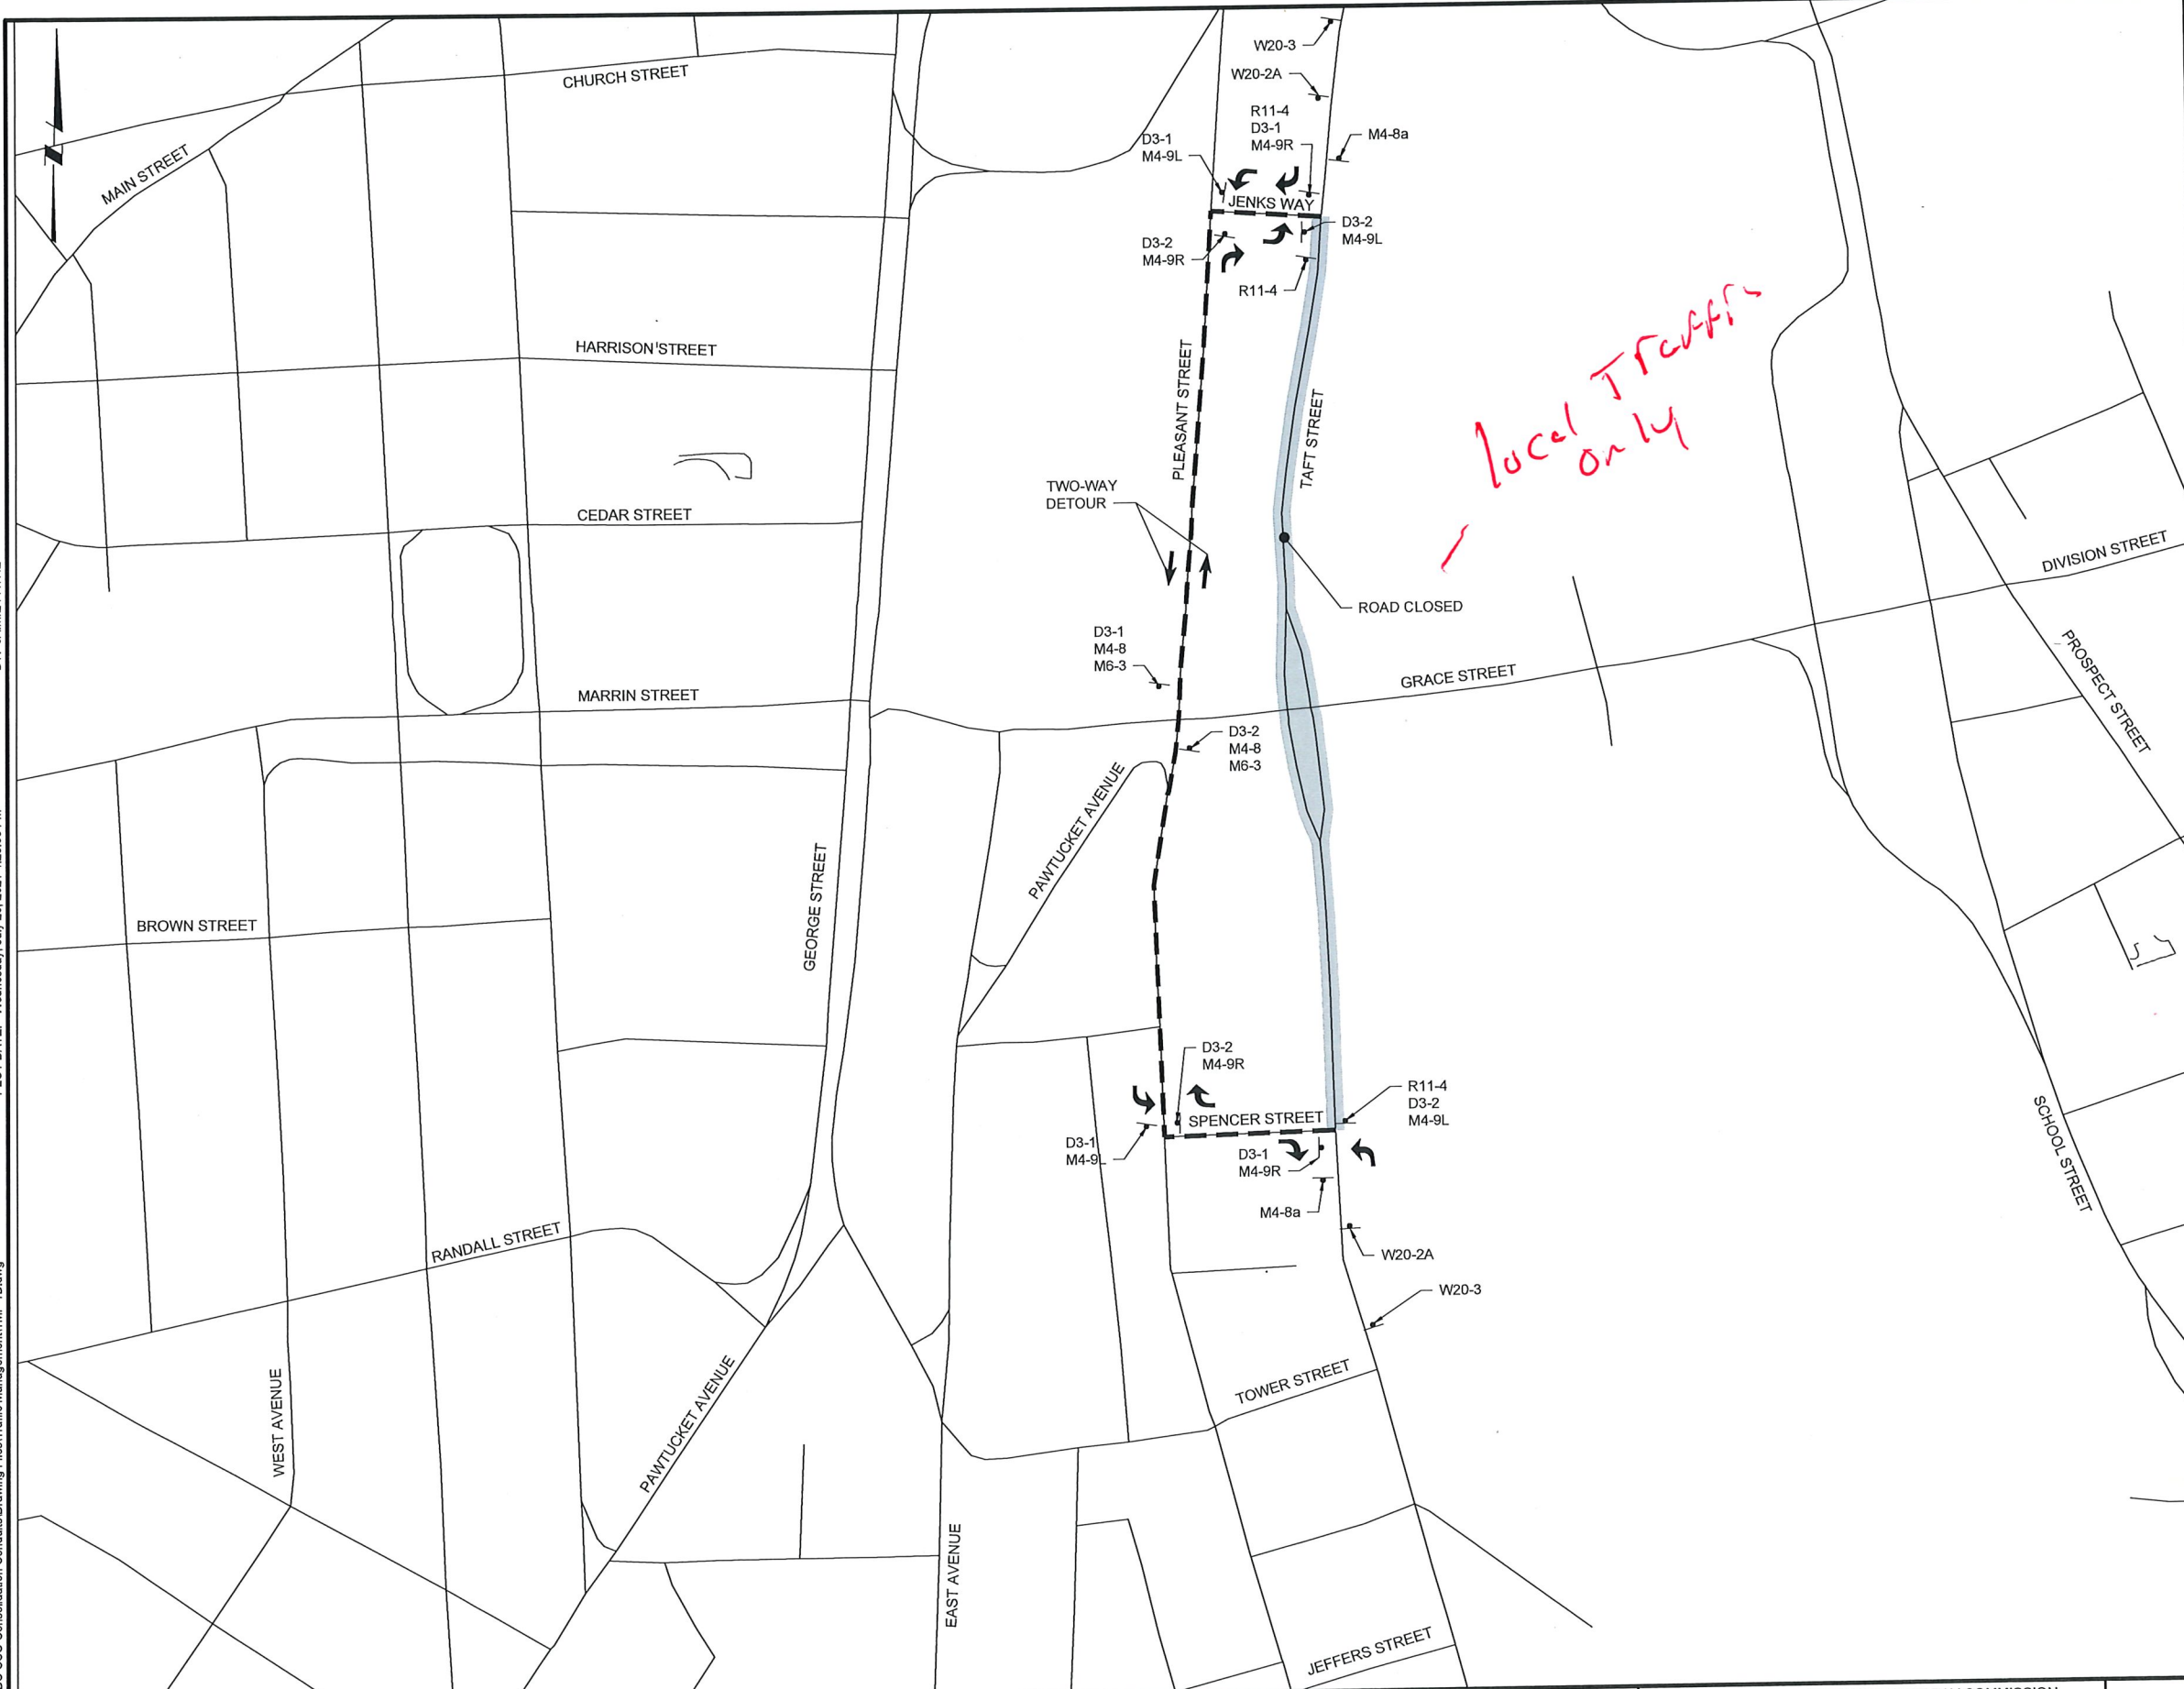 W20-3
CHURCH STREET
W20-2A
R11-4
D3-1
M4-9R
M4-8a
D3-1
M4-9L
MAIN STREET
N
JENKS WAY
D3-2
M4-9L
D3-2
M4-9R
R11-4
local Traffic
only
HARRISON STREET
PLEASANT STREET
TAFT STREET
TWO-WAY
DETOUR
CEDAR STREET
DIVISION STREET
ROAD CLOSED
D3-1
M4-8
M6-3
GRACE STREET
MARRIN STREET
PROSPECT STREET
D3-2
M4-8
M6-3
PAWTUCKET AVENUE
GEORGE STREET
BROWN STREET
D3-2
M4-9R
R11-4
D3-2
M4-9L
SPENCER STREET
D3-1
M4-9L
D3-1
M4-9R
SCHOOL STREET
M4-8a
RANDALL STREET
W20-2A
W20-3
TOWER STREET
WEST AVENUE
PAWTUCKET AVENUE
EAST AVENUE
JEFFERS STREET